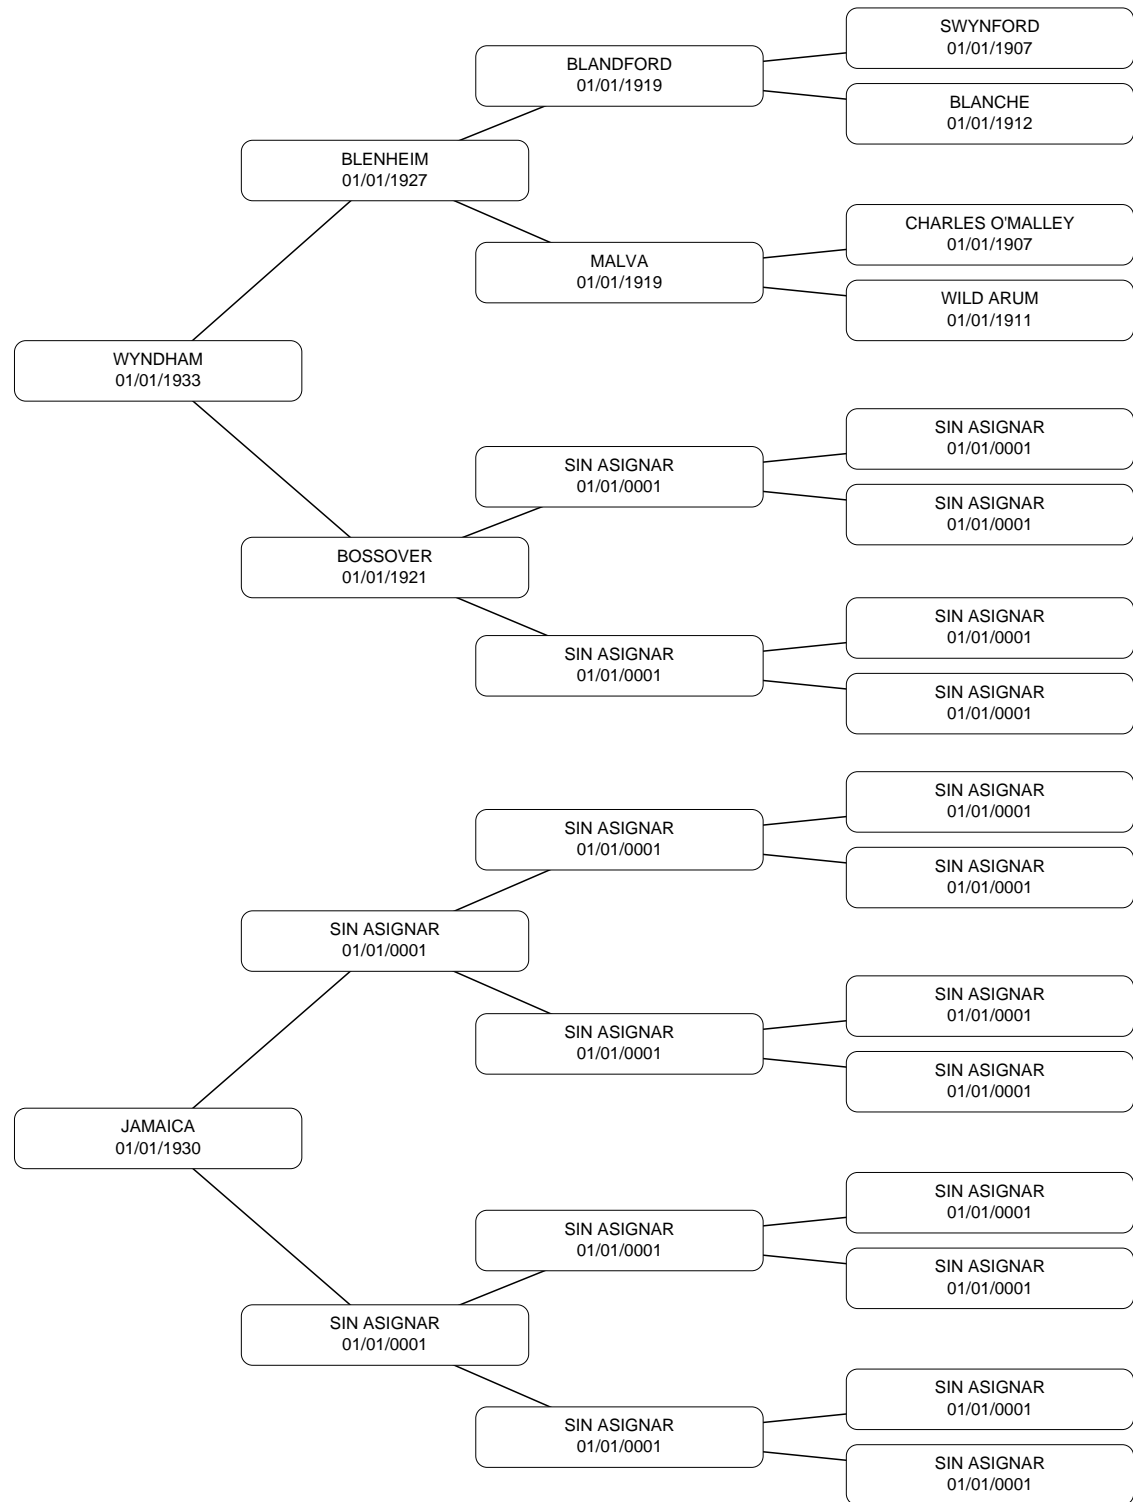 SWYNFORD
01/01/1907
BLANDFORD
01/01/1919
BLANCHE
01/01/1912
BLENHEIM
01/01/1927
CHARLES O'MALLEY
01/01/1907
MALVA
01/01/1919
WILD ARUM
01/01/1911
WYNDHAM
01/01/1933
SIN ASIGNAR
01/01/0001
SIN ASIGNAR
01/01/0001
SIN ASIGNAR
01/01/0001
BOSSOVER
01/01/1921
SIN ASIGNAR
01/01/0001
SIN ASIGNAR
01/01/0001
SIN ASIGNAR
01/01/0001
SIN ASIGNAR
01/01/0001
SIN ASIGNAR
01/01/0001
SIN ASIGNAR
01/01/0001
SIN ASIGNAR
01/01/0001
SIN ASIGNAR
01/01/0001
SIN ASIGNAR
01/01/0001
SIN ASIGNAR
01/01/0001
JAMAICA
01/01/1930
SIN ASIGNAR
01/01/0001
SIN ASIGNAR
01/01/0001
SIN ASIGNAR
01/01/0001
SIN ASIGNAR
01/01/0001
SIN ASIGNAR
01/01/0001
SIN ASIGNAR
01/01/0001
SIN ASIGNAR
01/01/0001